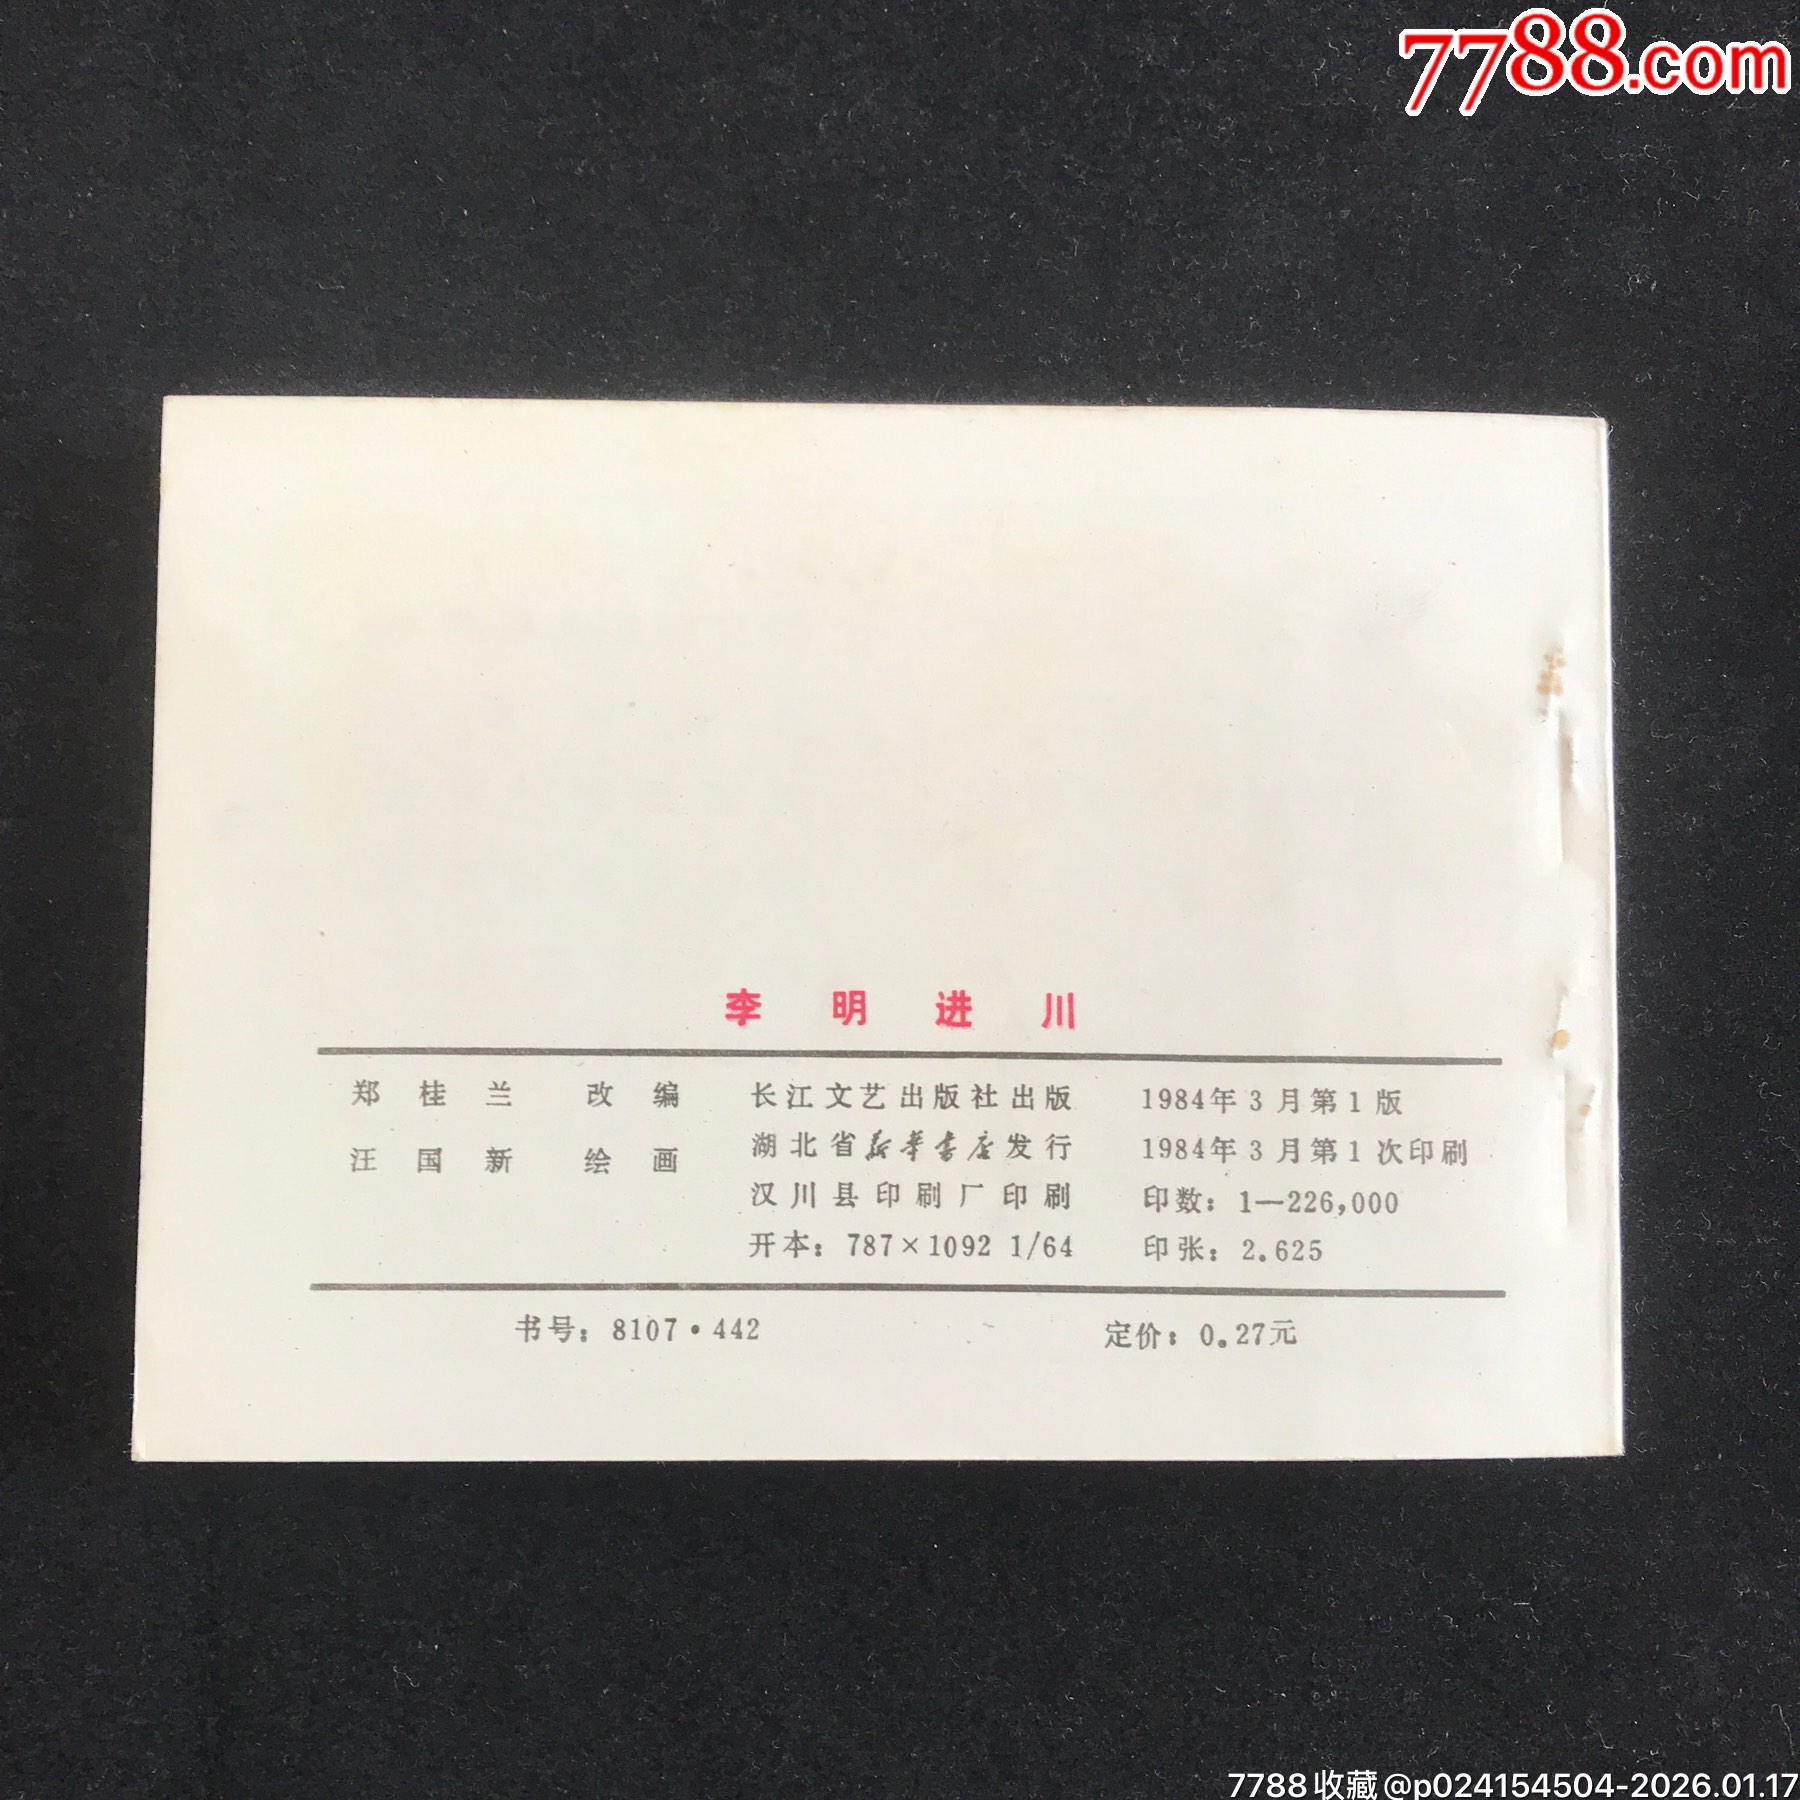 7788.com
李明进川
郑桂兰 改编
汪国新 绘画
长江文艺出版社出版
湖北省新华书店发行
汉川县印刷厂印刷
开本：787×1092 1/64
1984年3月第1版
1984年3月第1次印刷
印数：1—226,000
印张：2.625
书号：8107·442
定价：0.27元
7788收藏@p024154504-2026.01.17